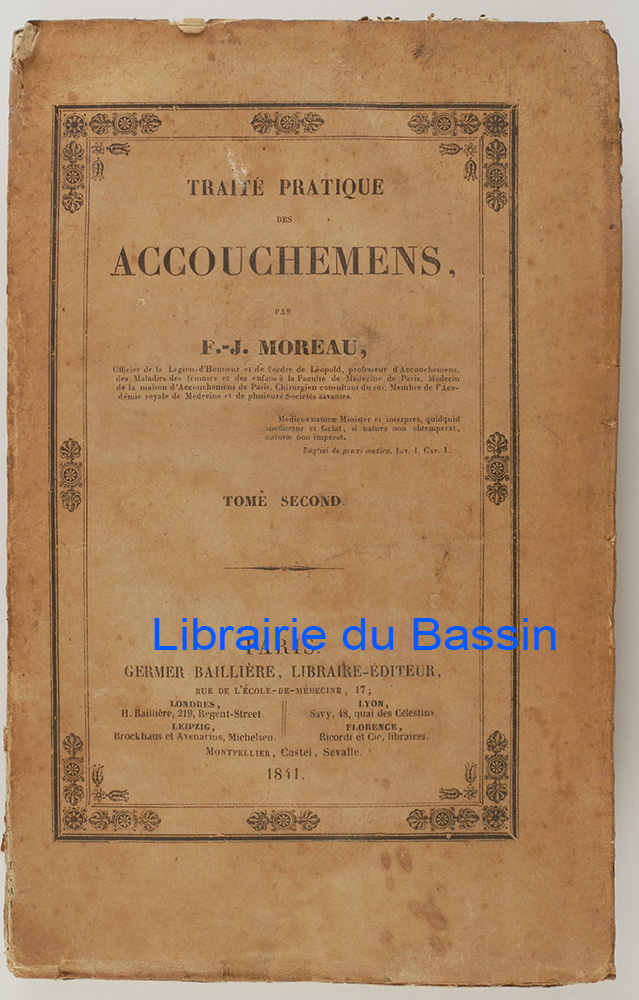 TRAITÉ PRATIQUE
DES
ACCOUCHEMENS,
PAR
F.-J. MOREAU,
Officier de la Légion-d'Honneur et de l'ordre de Léopold, professeur d'Accouchemens,
des Maladies des femmes et des enfans à la Faculté de Médecine de Paris, Médecin
de la maison d'Accouchemens de Paris, Chirurgien consultant du roi, Membre de l'Aca-
démie royale de Médecine et de plusieurs Sociétés savantes.
Medicus naturæ Minister et interpres, quidquid
meditetur et faciat, si natura non obtemperat,
naturæ non imperat.
Baglivi de praxi medica, LIV. I, CAP. I.
TOME SECOND.
Librairie du Bassin
PARIS.
GERMER BAILLIÈRE, LIBRAIRE-ÉDITEUR,
RUE DE L'ÉCOLE-DE-MÉDECINE, 17;
LONDRES,
H. Baillière, 219, Regent-Street.
LEIPZIG,
Brockhaus et Avenarius, Michelsen.
LYON,
Savy, 48, quai des Célestins
FLORENCE,
Ricordi et Cie, libraires.
MONTPELLIER, Castel, Sevalle.
1841.